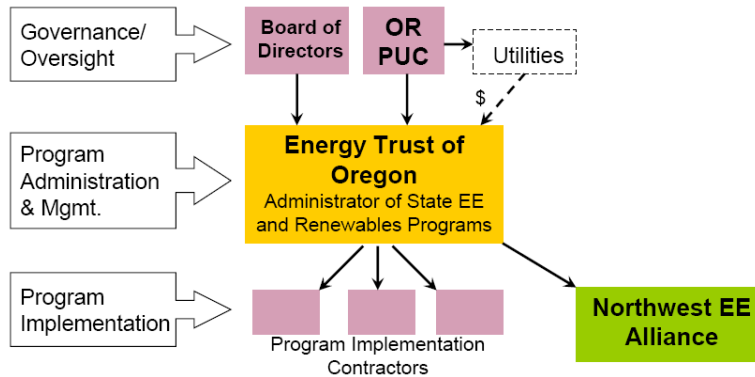 Governance/
Oversight
Board of
Directors
OR
PUC
Utilities
$
Program
Administration
& Mgmt.
Energy Trust of
Oregon
Administrator of State EE
and Renewables Programs
Program
Implementation
Program Implementation
Contractors
Northwest EE
Alliance